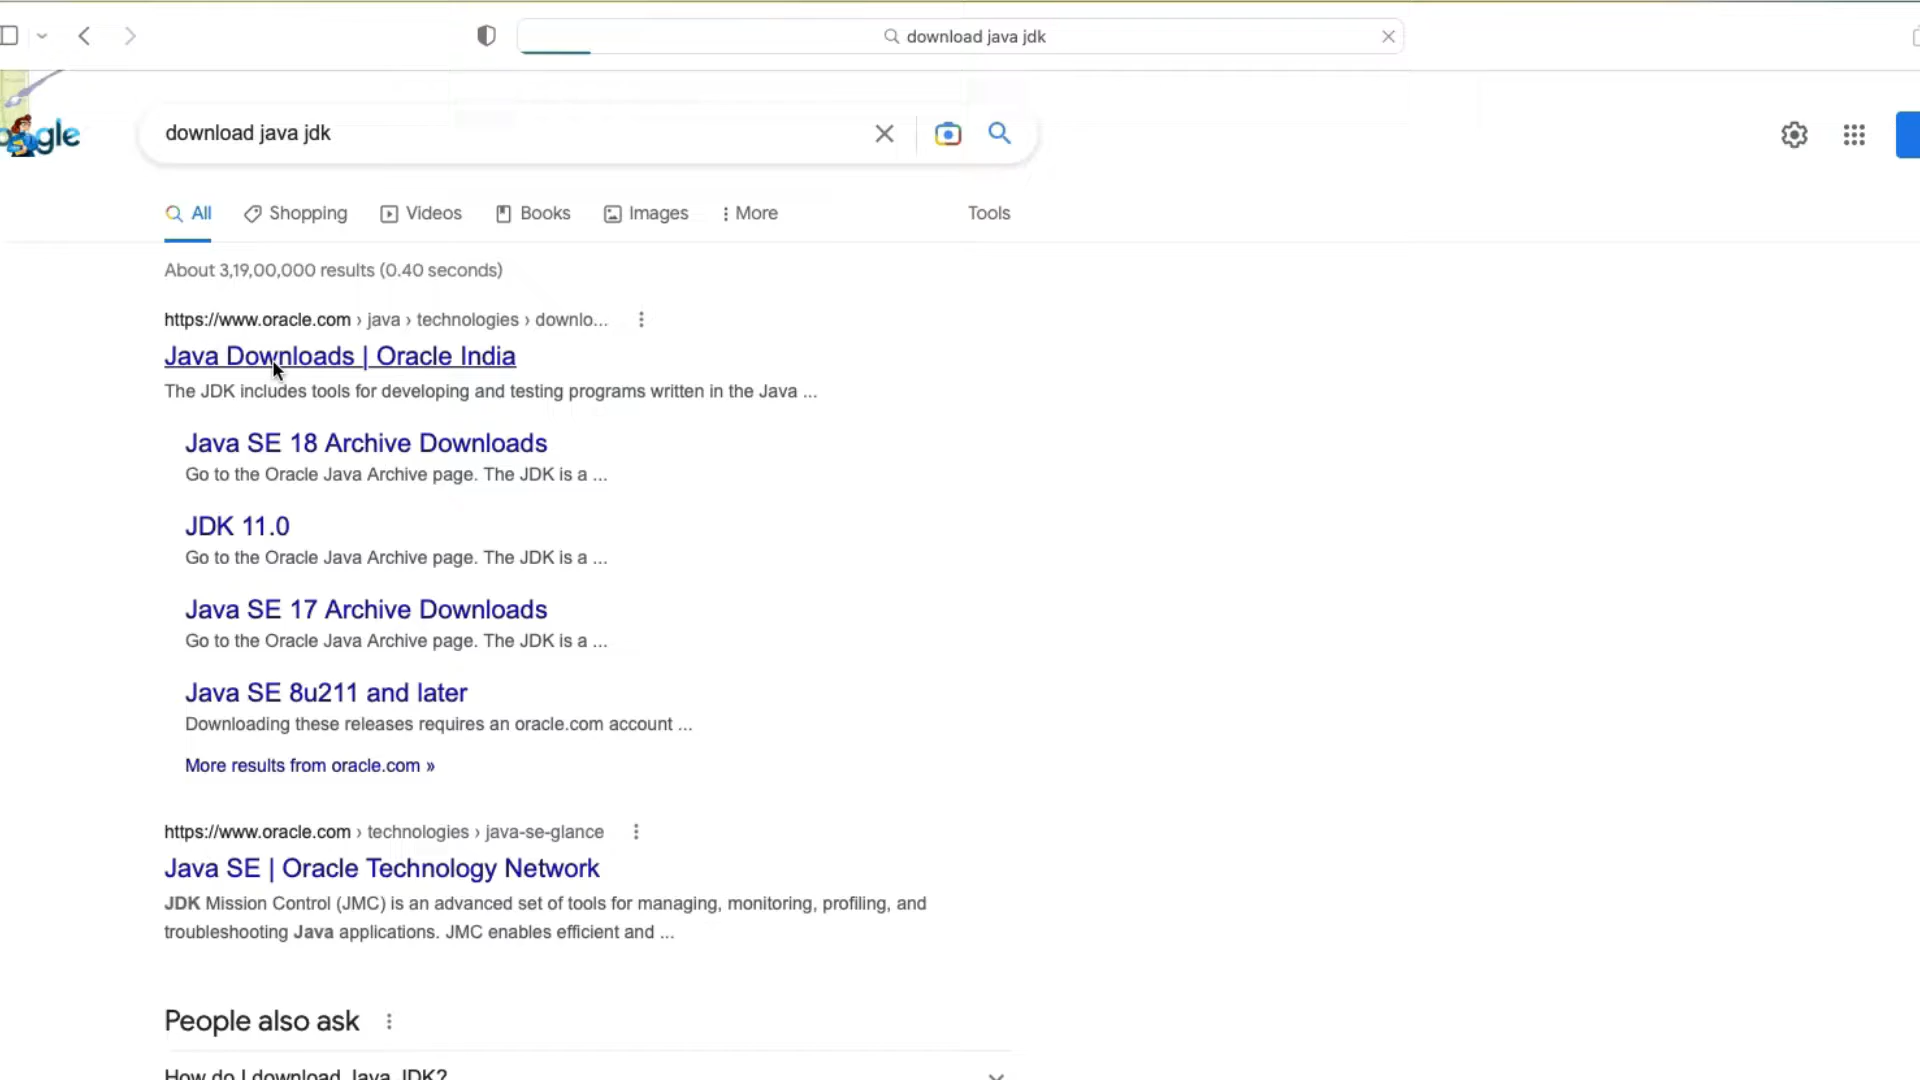 download java jdk
gle
download java jdk
All
Shopping
Videos
Books
Images
More
Tools
About 3,19,00,000 results (0.40 seconds)
https://www.oracle.com › java › technologies › downlo...
Java Downloads | Oracle India
The JDK includes tools for developing and testing programs written in the Java ...
Java SE 18 Archive Downloads
Go to the Oracle Java Archive page. The JDK is a ...
JDK 11.0
Go to the Oracle Java Archive page. The JDK is a ...
Java SE 17 Archive Downloads
Go to the Oracle Java Archive page. The JDK is a ...
Java SE 8u211 and later
Downloading these releases requires an oracle.com account ...
More results from oracle.com »
https://www.oracle.com › technologies › java-se-glance
Java SE | Oracle Technology Network
JDK Mission Control (JMC) is an advanced set of tools for managing, monitoring, profiling, and
troubleshooting Java applications. JMC enables efficient and ...
People also ask
How do I download Java JDK?